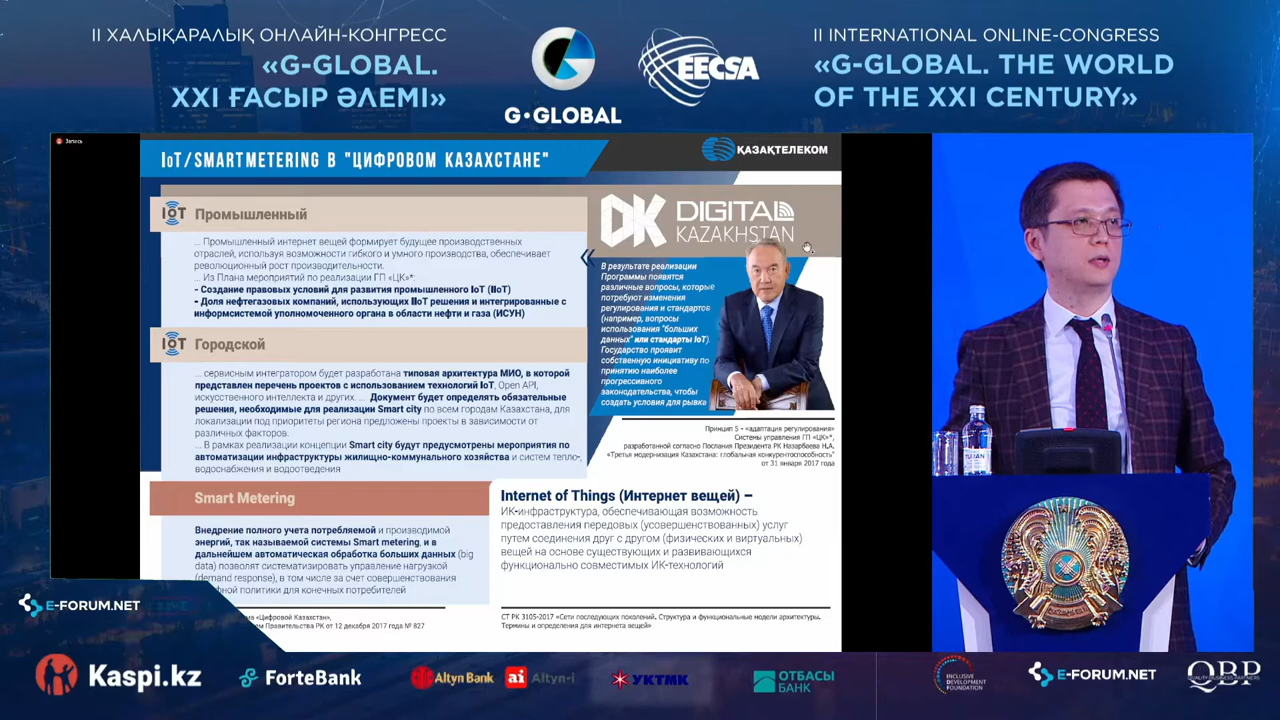 II ХАЛЫҚАРАЛЫҚ ОНЛАЙН-КОНГРЕСС
«G-GLOBAL.
XXI ҒАСЫР ӘЛЕМІ»
G·GLOBAL
EECSA
II INTERNATIONAL ONLINE-CONGRESS
«G-GLOBAL. THE WORLD
OF THE XXI CENTURY»
Запись
IoT/SMARTMETERING В "ЦИФРОВОМ КАЗАХСТАНЕ"
ҚАЗАҚТЕЛЕКОМ
IoT Промышленный
... Промышленный интернет вещей формирует будущее производственных
отраслей, используя возможности гибкого и умного производства, обеспечивает
революционный рост производительности.
... Из Плана мероприятий по реализации ГП «ЦК»*:
- Создание правовых условий для развития промышленного IoT (IIoT)
- Доля нефтегазовых компаний, использующих IIoT решения и интегрированные с
информсистемой уполномоченного органа в области нефти и газа (ИСУН)
IoT Городской
... сервисным интегратором будет разработана типовая архитектура МИО, в которой
представлен перечень проектов с использованием технологий IoT, Open API,
искусственного интеллекта и других. ... Документ будет определять обязательные
решения, необходимые для реализации Smart city по всем городам Казахстана, для
локализации под приоритеты региона предложены проекты в зависимости от
различных факторов.
... В рамках реализации концепции Smart city будут предусмотрены мероприятия по
автоматизации инфраструктуры жилищно-коммунального хозяйства и систем тепло-,
водоснабжения и водоотведения
Smart Metering
Внедрение полного учета потребляемой и производимой
энергий, так называемой системы Smart metering, и в
дальнейшем автоматическая обработка больших данных (big
data) позволят систематизировать управление нагрузкой
(demand response), в том числе за счет совершенствования
политики для конечных потребителей
«Цифровой Казахстан»,
Правительства РК от 12 декабря 2017 года № 827
DK DIGITAL
KAZAKHSTAN
В результате реализации
Программы появятся
различные вопросы, которые
потребуют изменения
регулирования и стандартов
(например, вопросы
использования "больших
данных" или стандарты IoT).
Государство проявит
собственную инициативу по
принятию наиболее
прогрессивного
законодательства, чтобы
создать условия для рывка
Принцип 5 - «адаптация регулирования»
Системы управления ГП «ЦК»*,
разработанной согласно Послания Президента РК Назарбаева Н.А.
«Третья модернизация Казахстана: глобальная конкурентоспособность»
от 31 января 2017 года
Internet of Things (Интернет вещей) –
ИК-инфраструктура, обеспечивающая возможность
предоставления передовых (усовершенствованных) услуг
путем соединения друг с другом (физических и виртуальных)
вещей на основе существующих и развивающихся
функционально совместимых ИК-технологий
СТ РК 3105-2017 «Сети последующих поколений. Структура и функциональные модели архитектуры.
Термины и определения для интернета вещей»
E-FORUM.NET
Kaspi.kz
ForteBank
Altyn Bank
ai Altyn-i
УКТМК
ОТБАСЫ
БАНК
INCLUSIVE
DEVELOPMENT
FOUNDATION
E-FORUM.NET
QBP
QUALITY BUSINESS PARTNERS